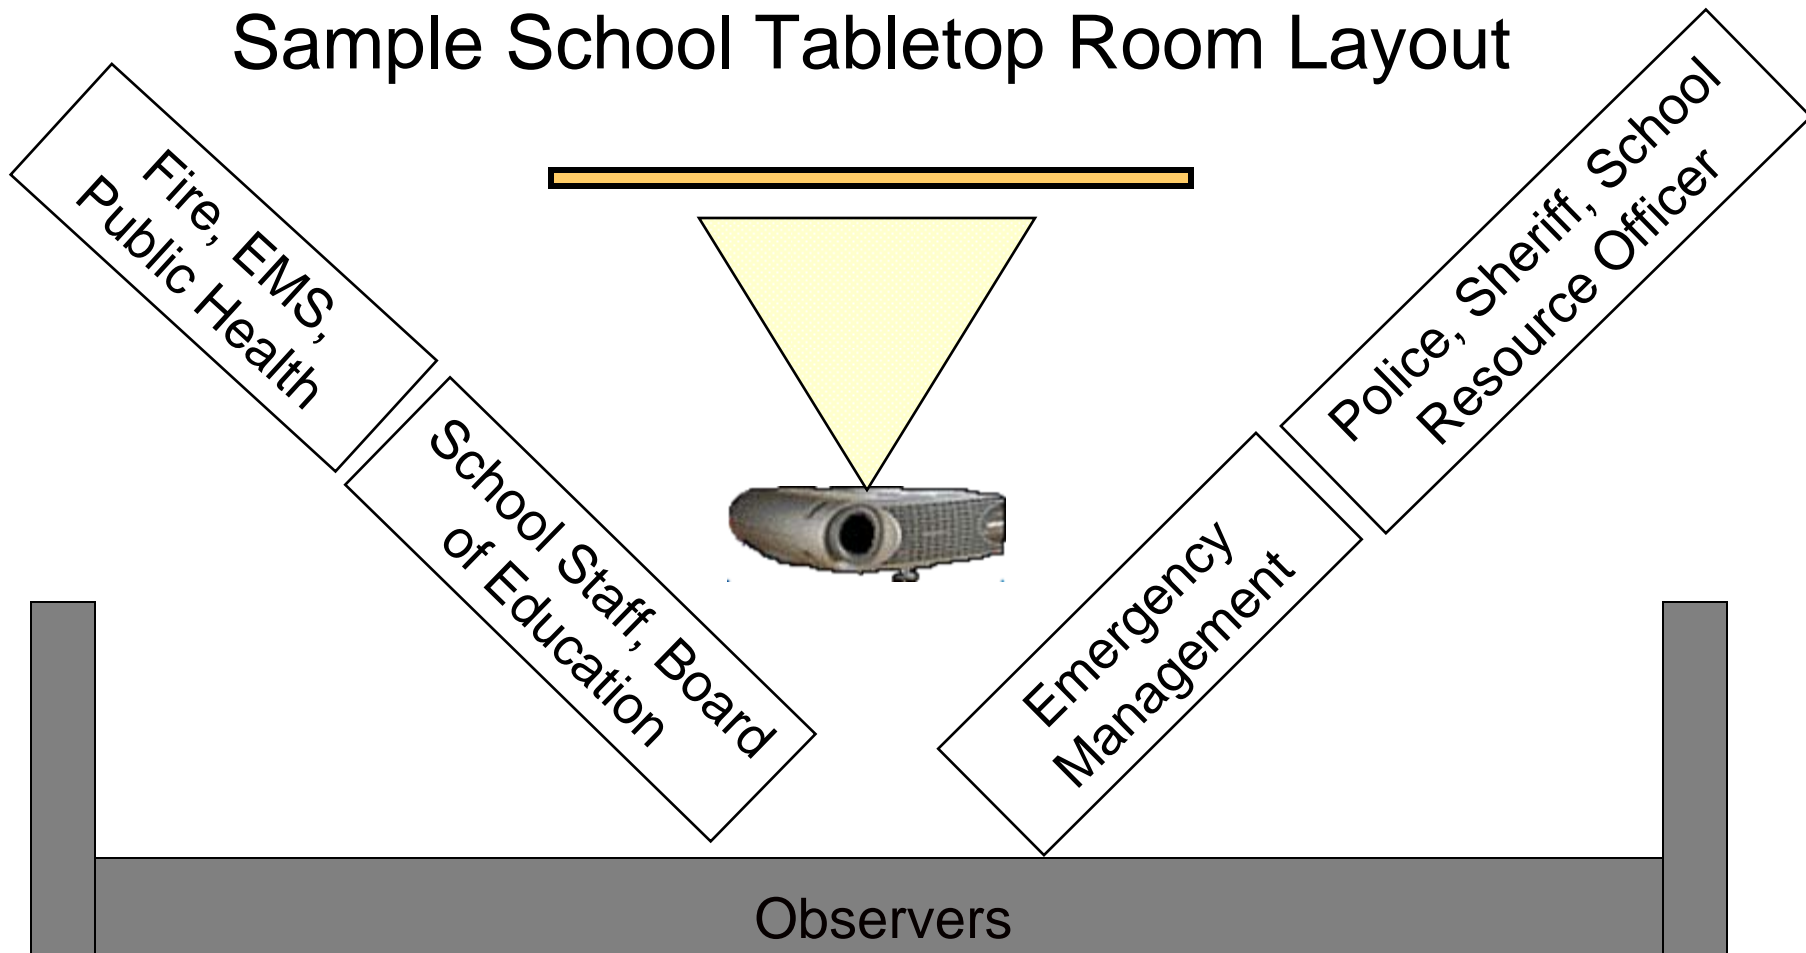 Sample School Tabletop Room Layout
Fire, EMS,
Public Health
School Staff, Board
of Education
Emergency
Management
Police, Sheriff, School
Resource Officer
Observers